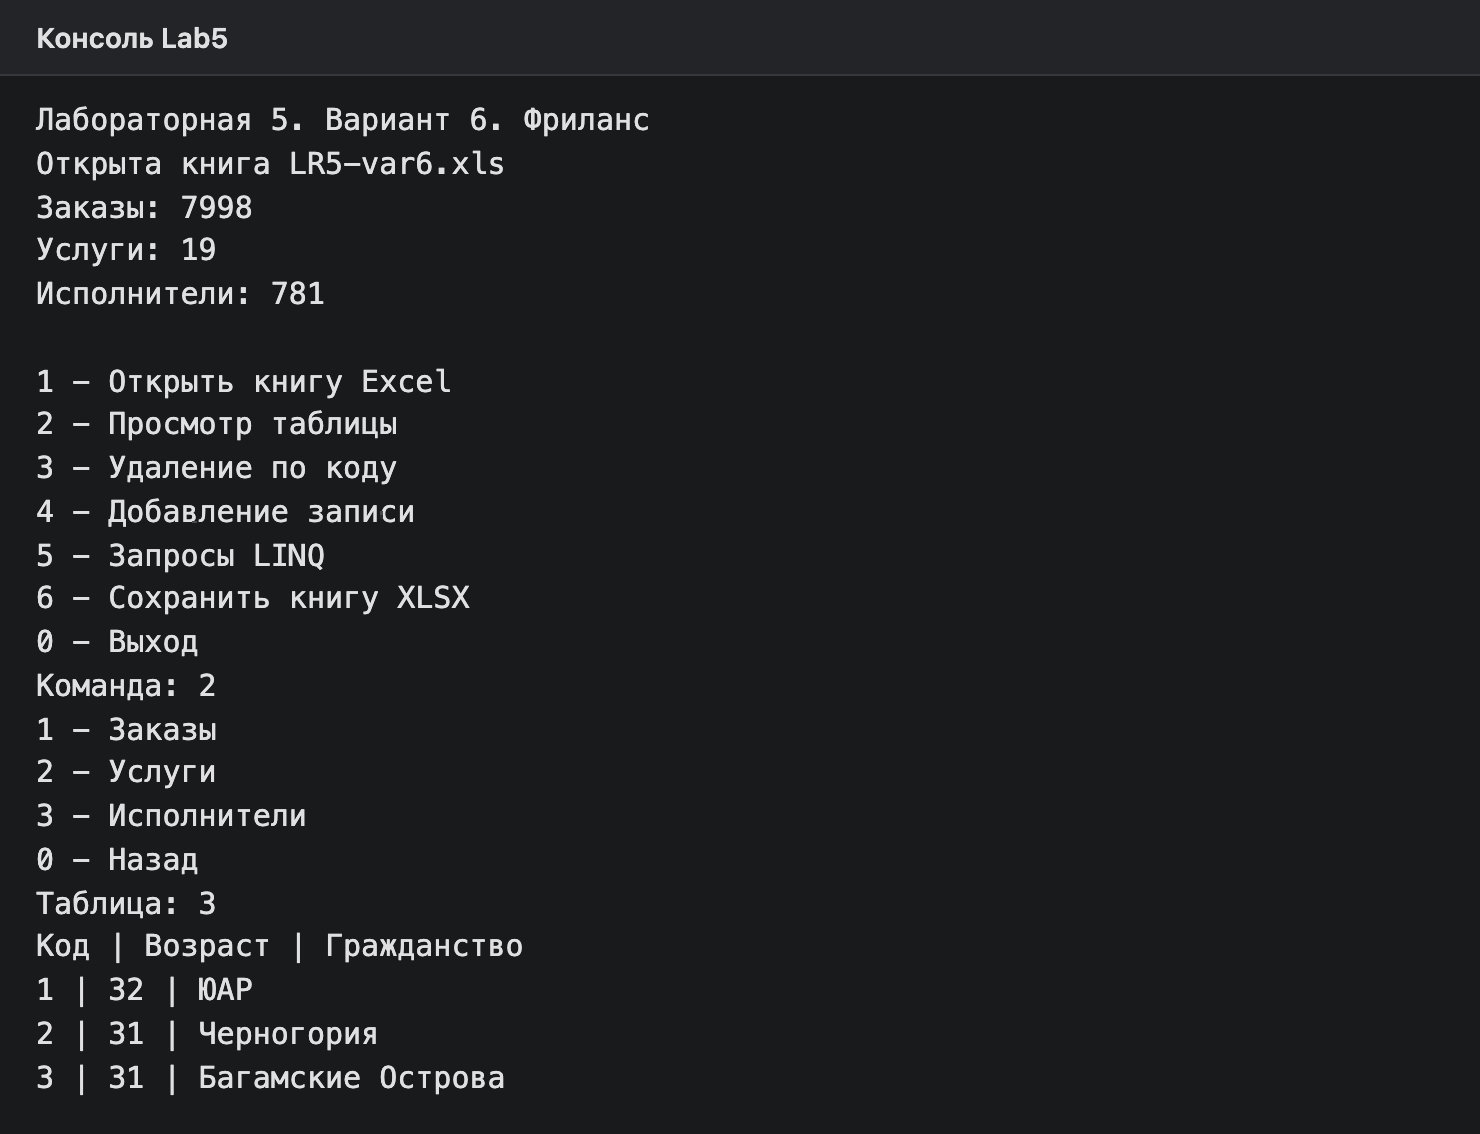 Консоль Lab5
Лабораторная 5. Вариант 6. Фриланс
Открыта книга LR5-var6.xls
Заказы: 7998
Услуги: 19
Исполнители: 781
1 – Открыть книгу Excel
2 – Просмотр таблицы
3 – Удаление по коду
4 – Добавление записи
5 – Запросы LINQ
6 – Сохранить книгу XLSX
0 – Выход
Команда: 2
1 – Заказы
2 – Услуги
3 – Исполнители
0 – Назад
Таблица: 3
Код | Возраст | Гражданство
1 | 32 | ЮАР
2 | 31 | Черногория
3 | 31 | Багамские Острова